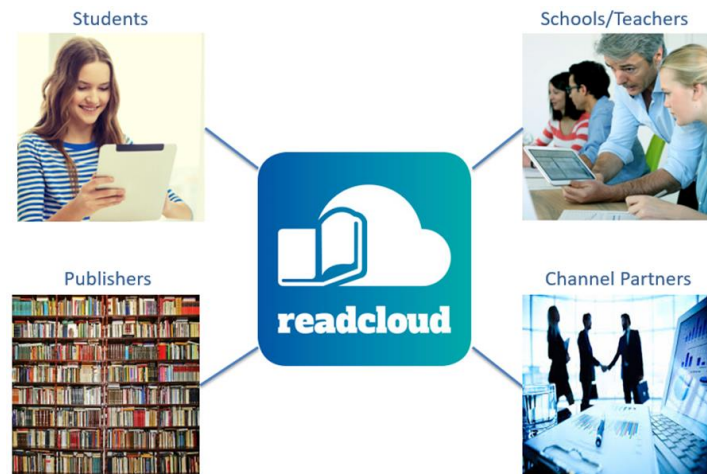 Students
Schools/Teachers
readcloud
Publishers
Channel Partners